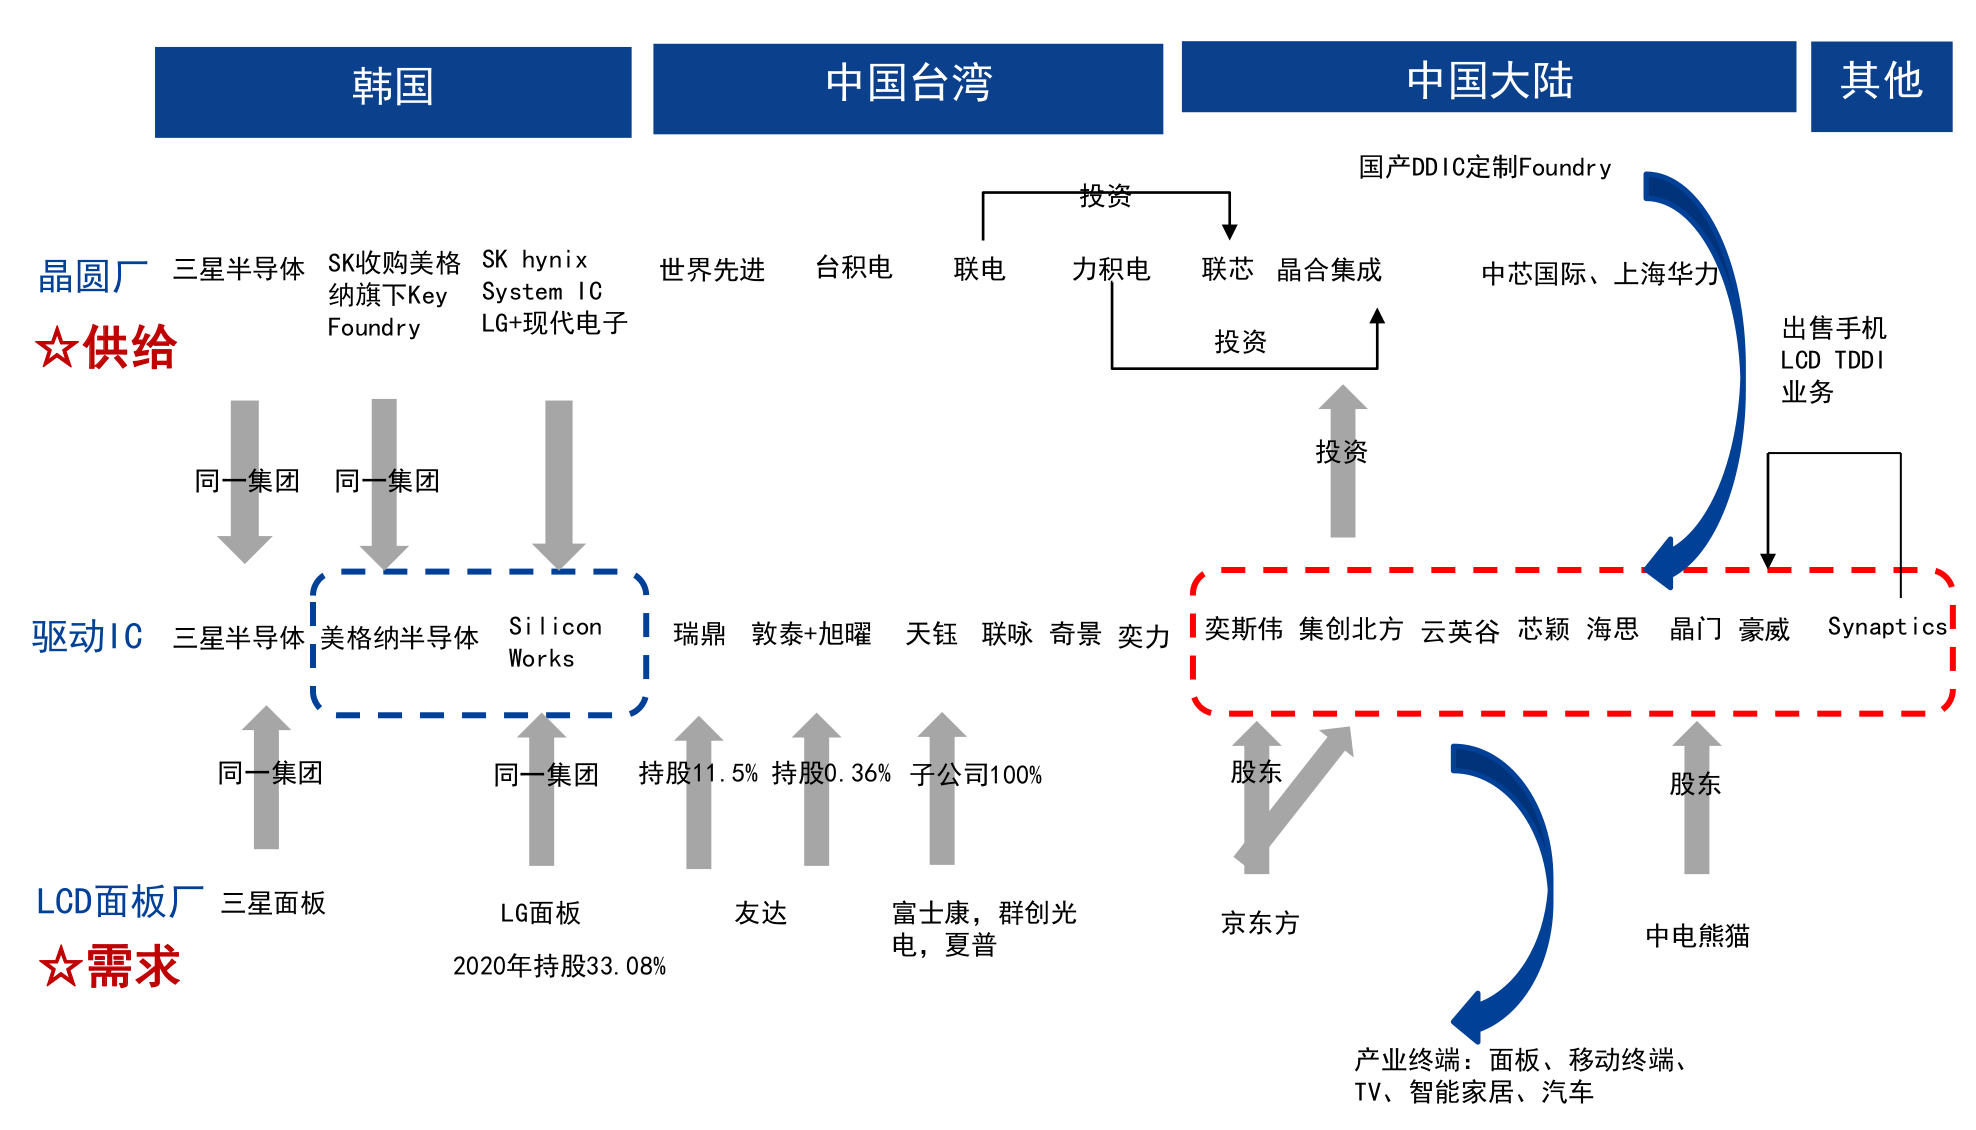 韩国
中国台湾
中国大陆
其他
国产DDIC定制Foundry
投资
晶圆厂
☆供给
三星半导体
SK收购美格
纳旗下Key
Foundry
SK hynix
System IC
LG+现代电子
世界先进
台积电
联电
力积电
联芯
晶合集成
中芯国际、上海华力
投资
出售手机
LCD TDDI
业务
同一集团
同一集团
投资
驱动IC
三星半导体
美格纳半导体
Silicon
Works
瑞鼎
敦泰+旭曜
天钰
联咏
奇景
奕力
奕斯伟
集创北方
云英谷
芯颖
海思
晶门
豪威
Synaptics
同一集团
同一集团
持股11.5%
持股0.36%
子公司100%
股东
股东
LCD面板厂
☆需求
三星面板
LG面板
2020年持股33.08%
友达
富士康，群创光
电，夏普
京东方
中电熊猫
产业终端：面板、移动终端、
TV、智能家居、汽车